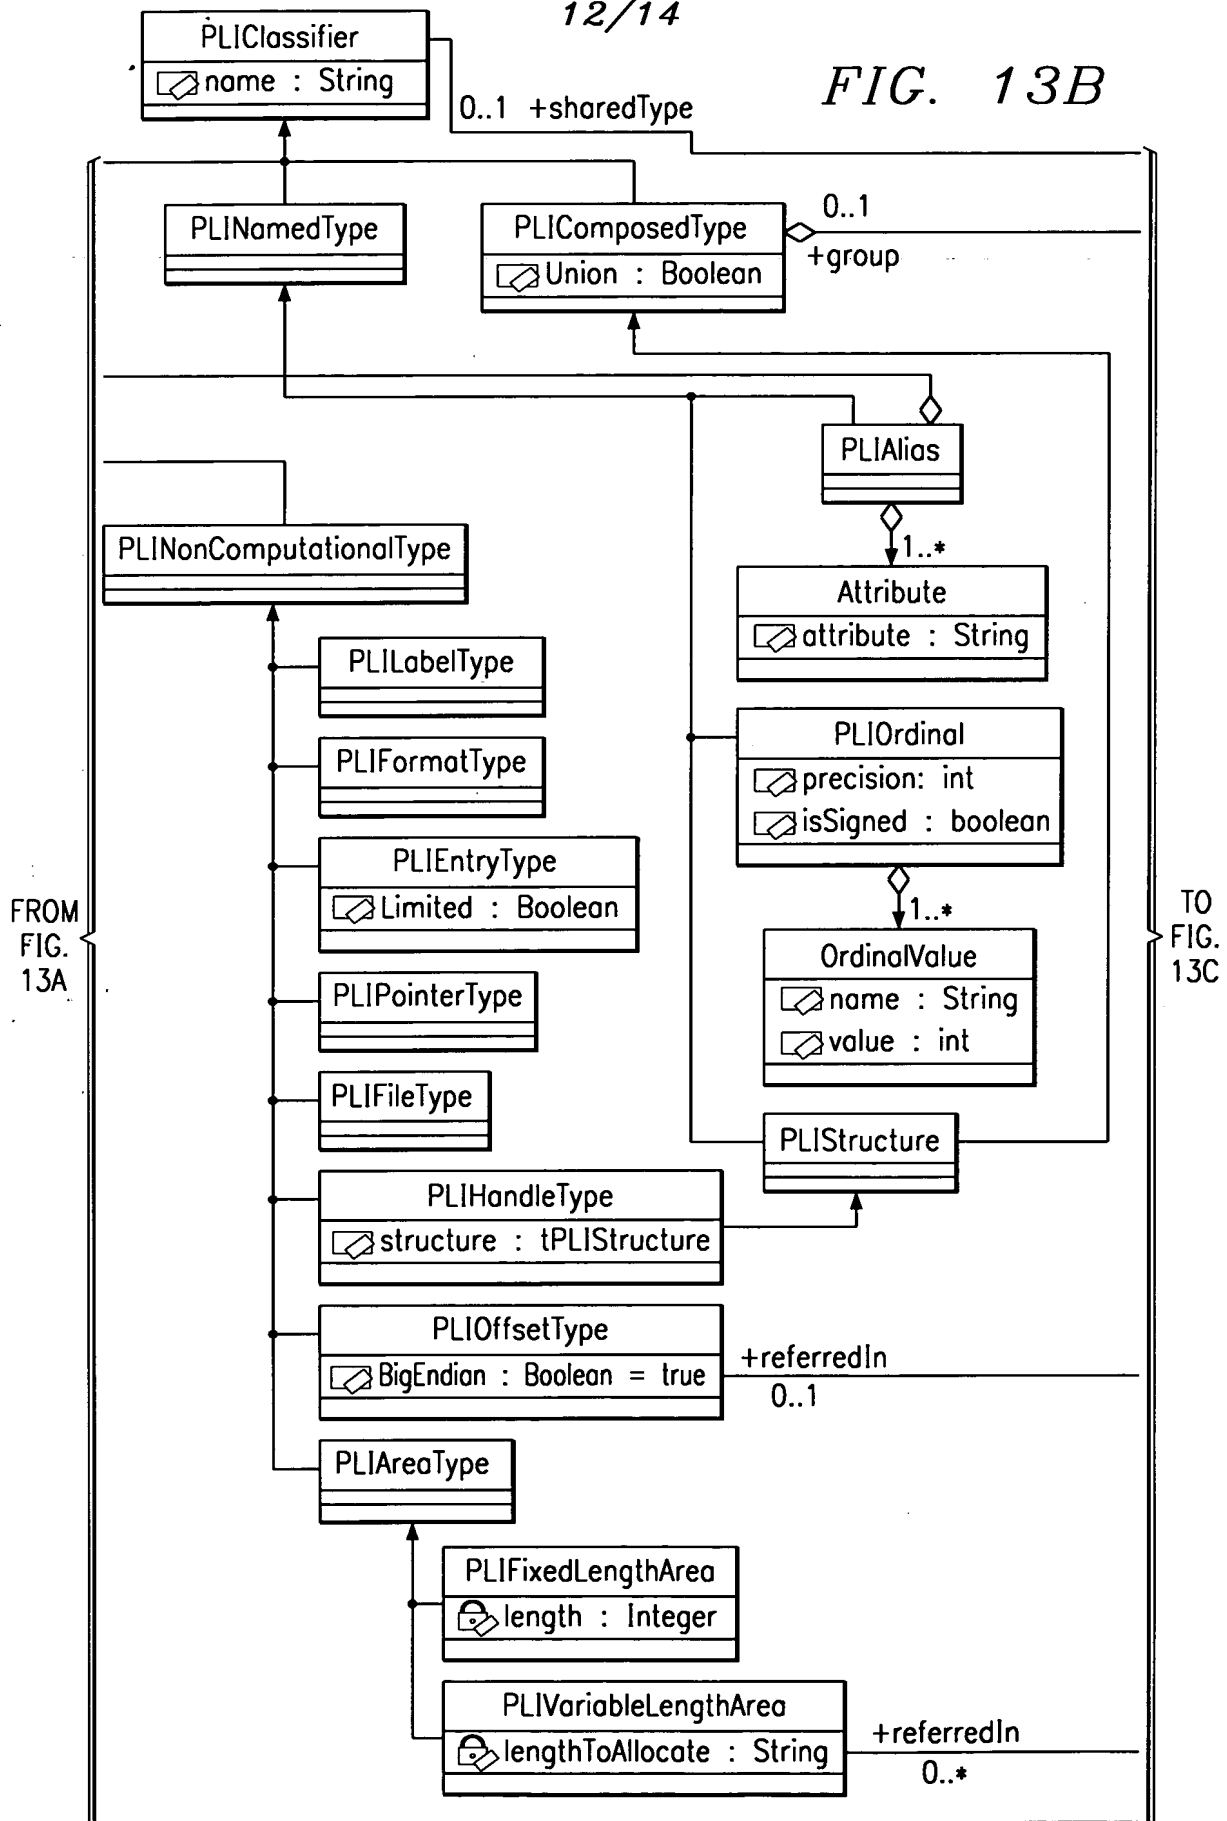 12/14
FIG. 13B
PLIClassifier
name : String
0..1 +sharedType
PLINamedType
PLIComposedType
Union : Boolean
0..1
+group
PLIAlias
1..*
PLINonComputationalType
Attribute
attribute : String
PLILabelType
PLIOrdinal
precision: int
isSigned : boolean
PLIFormatType
PLIEntryType
Limited : Boolean
1..*
FROM
FIG.
13A
TO
FIG.
13C
OrdinalValue
name : String
value : int
PLIPointerType
PLIFileType
PLIStructure
PLIHandleType
structure : tPLIStructure
PLIOffsetType
BigEndian : Boolean = true
+referredIn
0..1
PLIAreaType
PLIFixedLengthArea
length : Integer
PLIVariableLengthArea
lengthToAllocate : String
+referredIn
0..*